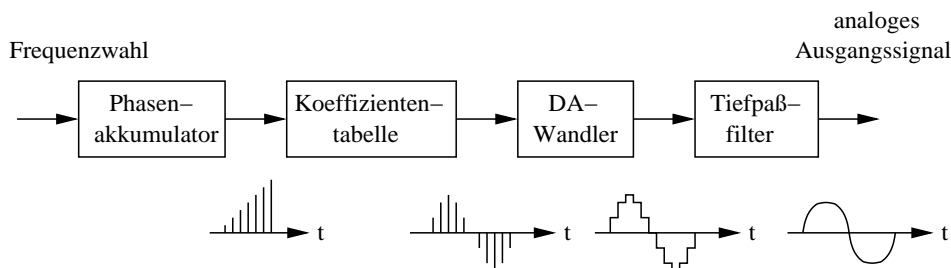 analoges
Frequenzwahl
Ausgangssignal
Phasen–
akkumulator
Koeffizienten–
tabelle
DA–
Wandler
Tiefpaß–
filter
t
t
t
t